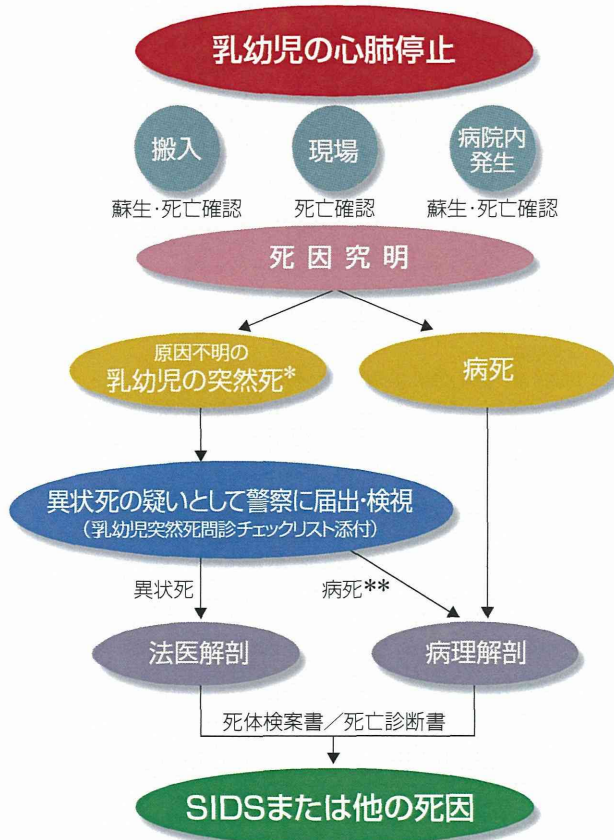 乳幼児の心肺停止
搬入
現場
病院内
発生
蘇生・死亡確認
死亡確認
蘇生・死亡確認
死因究明
原因不明の
乳幼児の突然死*
病死
異状死の疑いとして警察に届出・検視
(乳幼児突然死問診チェックリスト添付)
異状死
病死**
法医解剖
病理解剖
死体検案書/死亡診断書
SIDSまたは他の死因